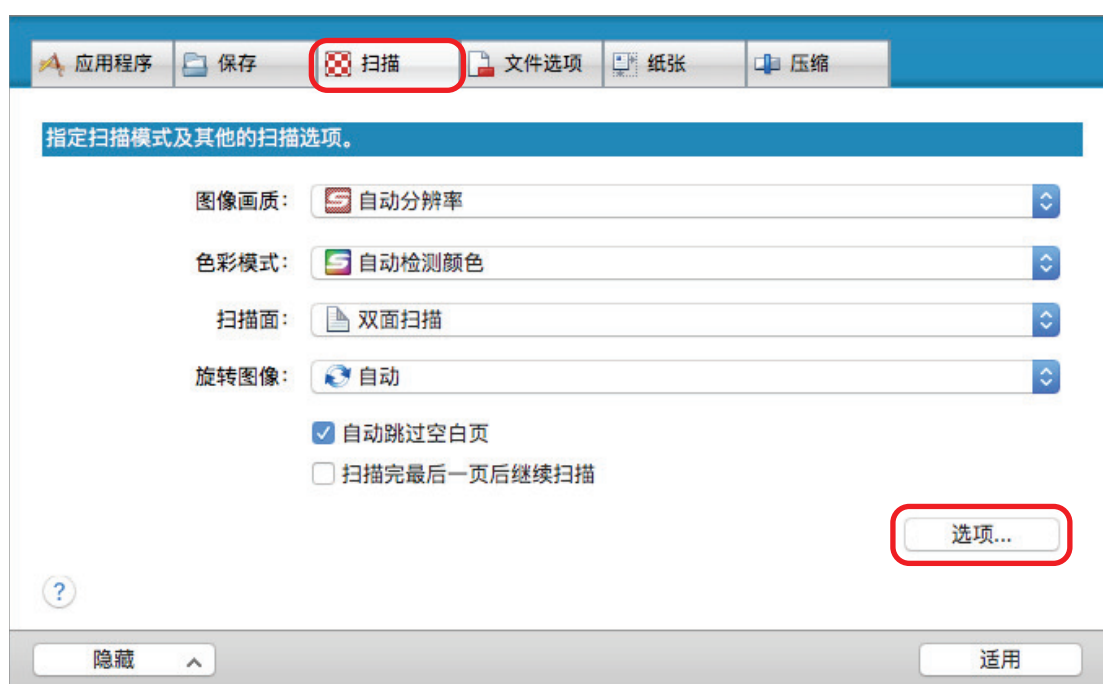 应用程序 保存 扫描 文件选项 纸张 压缩
指定扫描模式及其他的扫描选项。
图像画质： 自动分辨率
色彩模式： 自动检测颜色
扫描面： 双面扫描
旋转图像： 自动
自动跳过空白页
扫描完最后一页后继续扫描
选项...
?
隐藏 适用